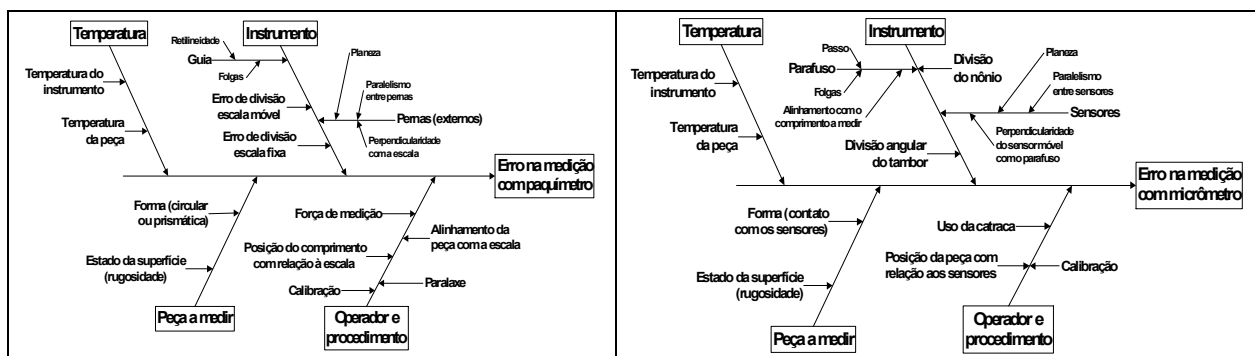 Temperatura
Instrumento
Retilineidade
Guia
Folgas
Planeza
Temperatura do
instrumento
Paralelismo
entre pernas
Erro de divisão
escala móvel
Pernas (externos)
Temperatura
da peça
Erro de divisão
escala fixa
Perpendicularidade
com a escala
Erro na medição
com paquímetro
Forma (circular
ou prismática)
Força de medição
Alinhamento da
peça com a escala
Posição do comprimento
com relação à escala
Estado da superfície
(rugosidade)
Calibração
Paralaxe
Peça a medir
Operador e
procedimento
Temperatura
Instrumento
Passo
Parafuso
Folgas
Divisão
do nônio
Planeza
Temperatura do
instrumento
Alinhamento com o
comprimento a medir
Paralelismo
entre sensores
Sensores
Temperatura
da peça
Perpendicularidade
do sensor móvel
com o parafuso
Divisão angular
do tambor
Erro na medição
com micrômetro
Forma (contato
com os sensores)
Uso da catraca
Posição da peça com
relação aos sensores
Calibração
Estado da superfície
(rugosidade)
Peça a medir
Operador e
procedimento